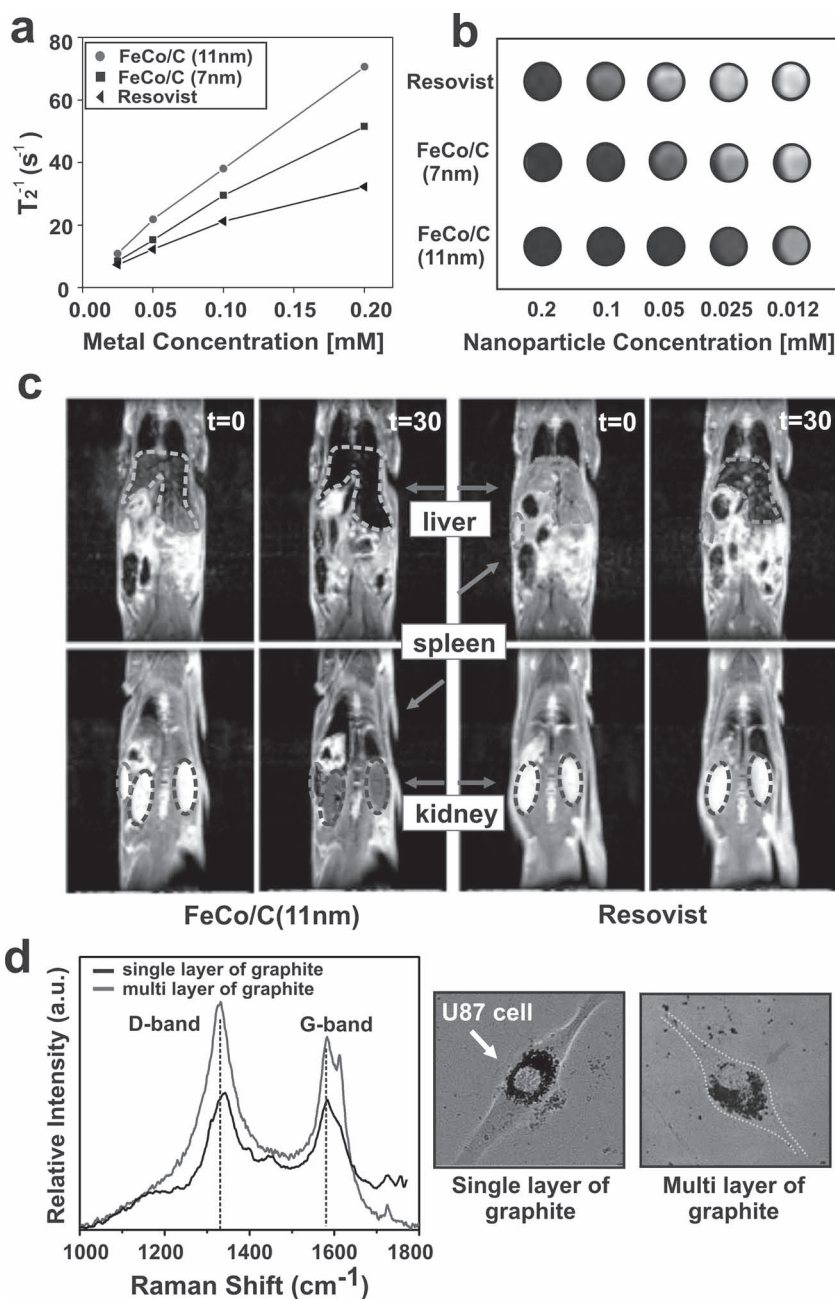 a
80
60
40
20
0
T₂⁻¹ (s⁻¹)
FeCo/C (11nm)
FeCo/C (7nm)
Resovist
0.00 0.05 0.10 0.15 0.20
Metal Concentration [mM]
b
Resovist
FeCo/C
(7nm)
FeCo/C
(11nm)
0.2 0.1 0.05 0.025 0.012
Nanoparticle Concentration [mM]
c
t=0 t=30 t=0 t=30
liver
spleen
kidney
FeCo/C(11nm) Resovist
d
single layer of graphite
multi layer of graphite
D-band G-band
Relative Intensity (a.u.)
1000 1200 1400 1600 1800
Raman Shift (cm⁻¹)
U87 cell
Single layer of
graphite
Multi layer of
graphite